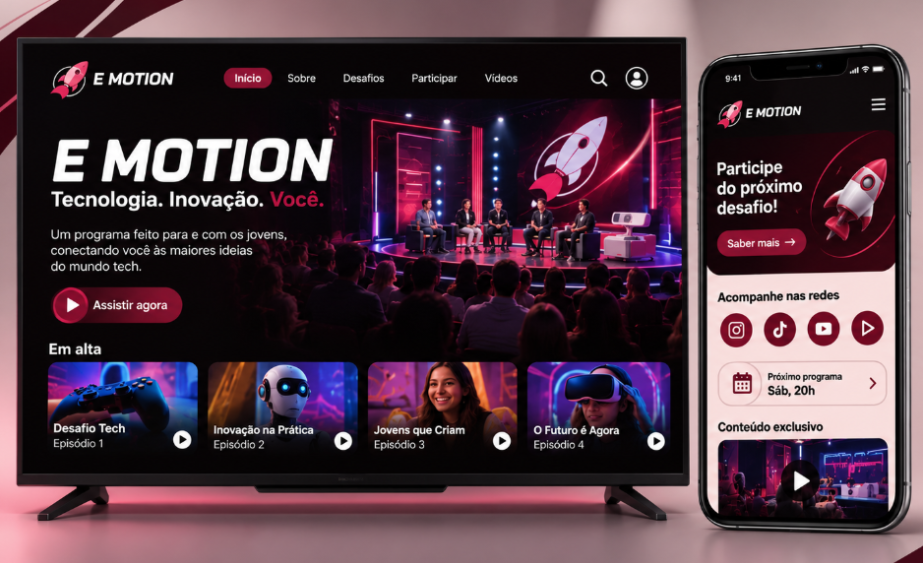 E MOTION
Início Sobre Desafios Participar Vídeos
E MOTION
Tecnologia. Inovação. Você.
Um programa feito para e com os jovens,
conectando você às maiores ideias
do mundo tech.
Assistir agora
Em alta
Desafio Tech
Episódio 1
Inovação na Prática
Episódio 2
Jovens que Criam
Episódio 3
O Futuro é Agora
Episódio 4
9:41
E MOTION
Participe
do próximo
desafio!
Saber mais →
Acompanhe nas redes
Próximo programa
Sáb, 20h
Conteúdo exclusivo